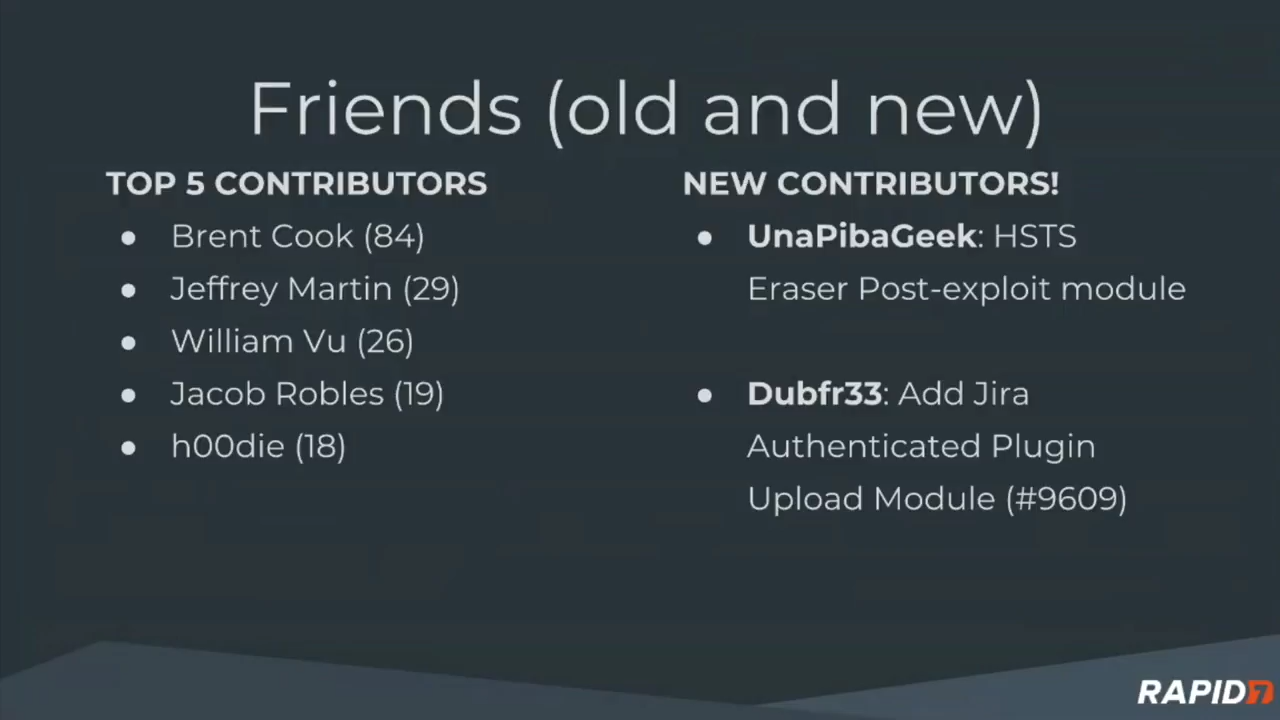 Friends (old and new)
TOP 5 CONTRIBUTORS
● Brent Cook (84)
● Jeffrey Martin (29)
● William Vu (26)
● Jacob Robles (19)
● h00die (18)
NEW CONTRIBUTORS!
● UnaPibaGeek: HSTS
Eraser Post-exploit module
● Dubfr33: Add Jira
Authenticated Plugin
Upload Module (#9609)
RAPID7